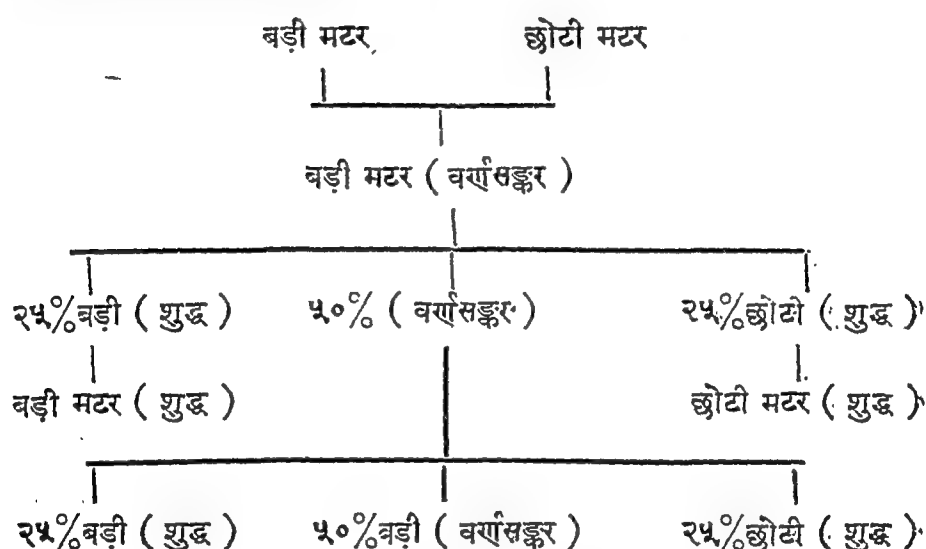 बड़ी मटर छोटी मटर
बड़ी मटर ( वर्णसङ्कर )
२५%बड़ी ( शुद्ध ) ५०% ( वर्णसङ्कर ) २५%छोटी ( शुद्ध )
बड़ी मटर ( शुद्ध ) छोटी मटर ( शुद्ध )
२५%बड़ी ( शुद्ध ) ५०%बड़ी ( वर्णसङ्कर ) २५%छोटी ( शुद्ध )